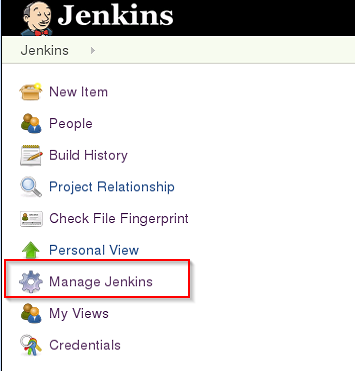 Jenkins
Jenkins
New Item
People
Build History
Project Relationship
Check File Fingerprint
Personal View
Manage Jenkins
My Views
Credentials